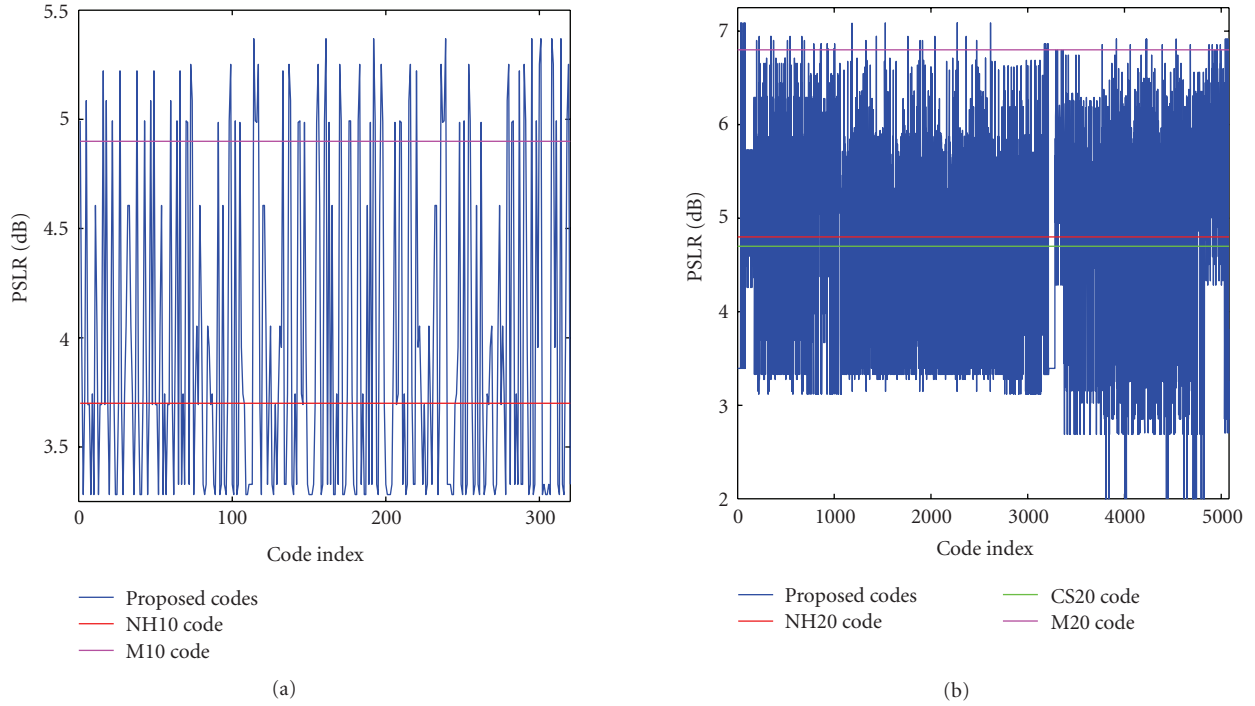 5.5
5
4.5
4
3.5
PSLR (dB)
0
100
200
300
Code index
Proposed codes
NH10 code
M10 code
(a)
7
6
5
4
3
2
PSLR (dB)
0
1000
2000
3000
4000
5000
Code index
Proposed codes
NH20 code
CS20 code
M20 code
(b)